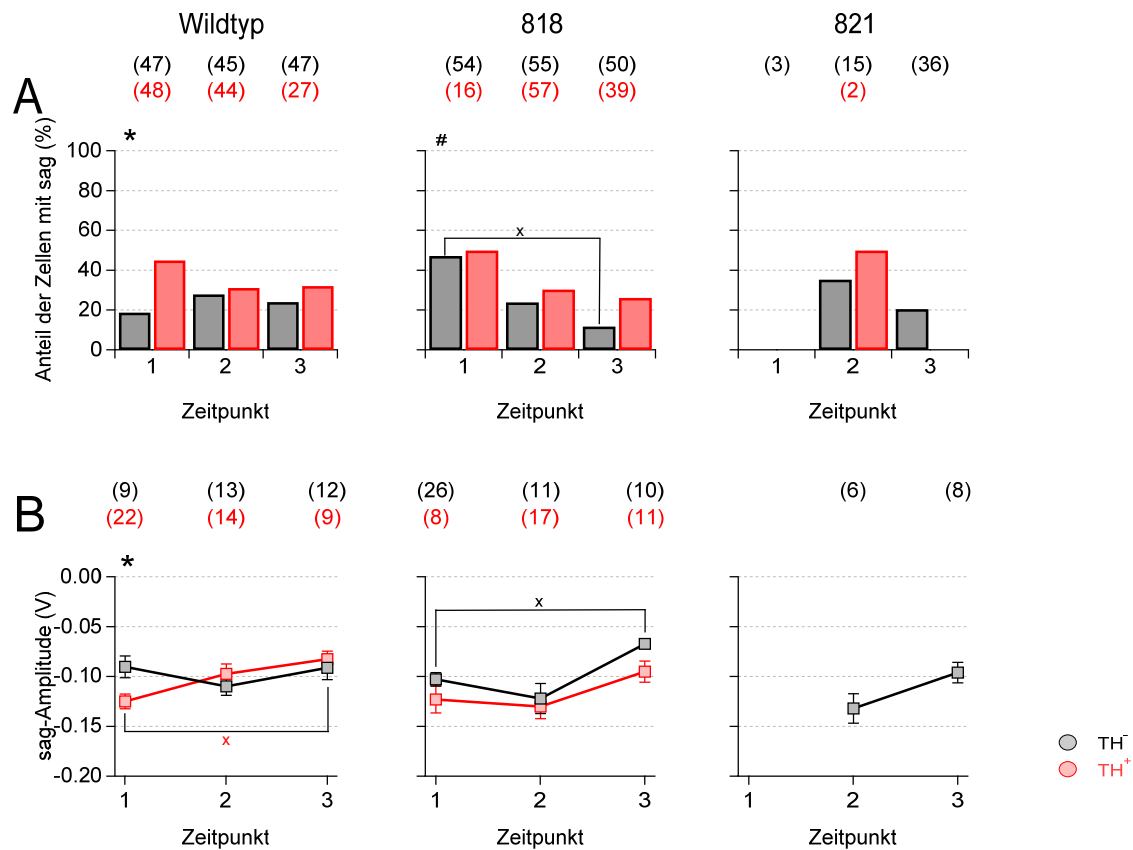 Wildtyp 818 821
(47) (45) (47) (54) (55) (50) (3) (15) (36)
(48) (44) (27) (16) (57) (39) (2)
A
* #
Anteil der Zellen mit sag (%)
100
80
60
40
20
0
x
1 2 3 1 2 3 1 2 3
Zeitpunkt Zeitpunkt Zeitpunkt
(9) (13) (12) (26) (11) (10) (6) (8)
(22) (14) (9) (8) (17) (11)
B
*
sag-Amplitude (V)
0.00
-0.05
-0.10
-0.15
-0.20
x
x
TH⁻
TH⁺
1 2 3 1 2 3 1 2 3
Zeitpunkt Zeitpunkt Zeitpunkt